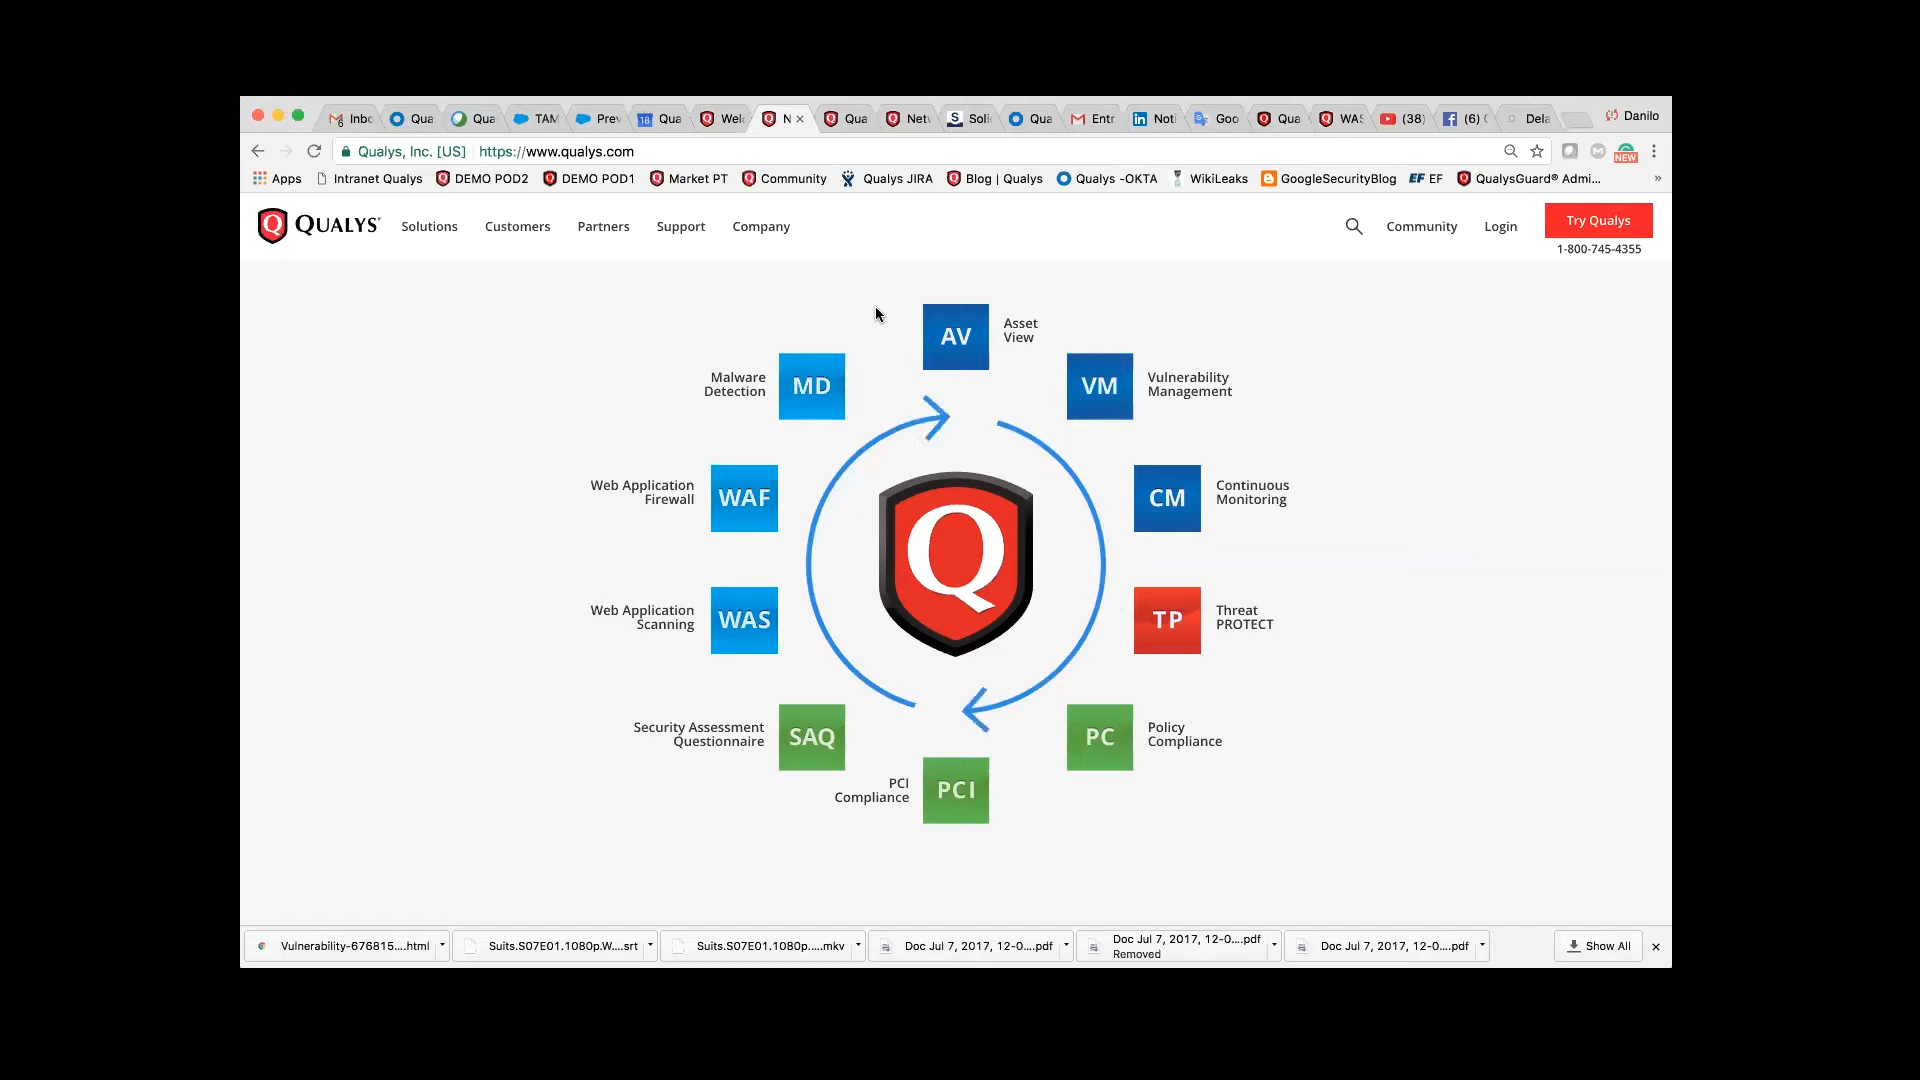 Inbo
Qua
Qua
TAM
Prev
18
Qua
Wel
N
Qua
Net
S
Soli
Qua
Entr
Noti
Goo
Qua
WAS
(38)
(6)
Dela
Danilo
Qualys, Inc. [US] https://www.qualys.com
NEW
Apps
Intranet Qualys
DEMO POD2
DEMO POD1
Market PT
Community
Qualys JIRA
Blog | Qualys
Qualys -OKTA
WikiLeaks
GoogleSecurityBlog
EF EF
QualysGuard® Admi...
»
QUALYS®
Solutions
Customers
Partners
Support
Company
Community
Login
Try Qualys
1-800-745-4355
AV
Asset
View
Malware
Detection
MD
VM
Vulnerability
Management
Web Application
Firewall
WAF
CM
Continuous
Monitoring
Q
Web Application
Scanning
WAS
TP
Threat
PROTECT
Security Assessment
Questionnaire
SAQ
PC
Policy
Compliance
PCI
Compliance
PCI
Vulnerability-676815....html
Suits.S07E01.1080p.W....srt
Suits.S07E01.1080p.....mkv
Doc Jul 7, 2017, 12-0....pdf
Doc Jul 7, 2017, 12-0....pdf
Removed
Doc Jul 7, 2017, 12-0....pdf
Show All